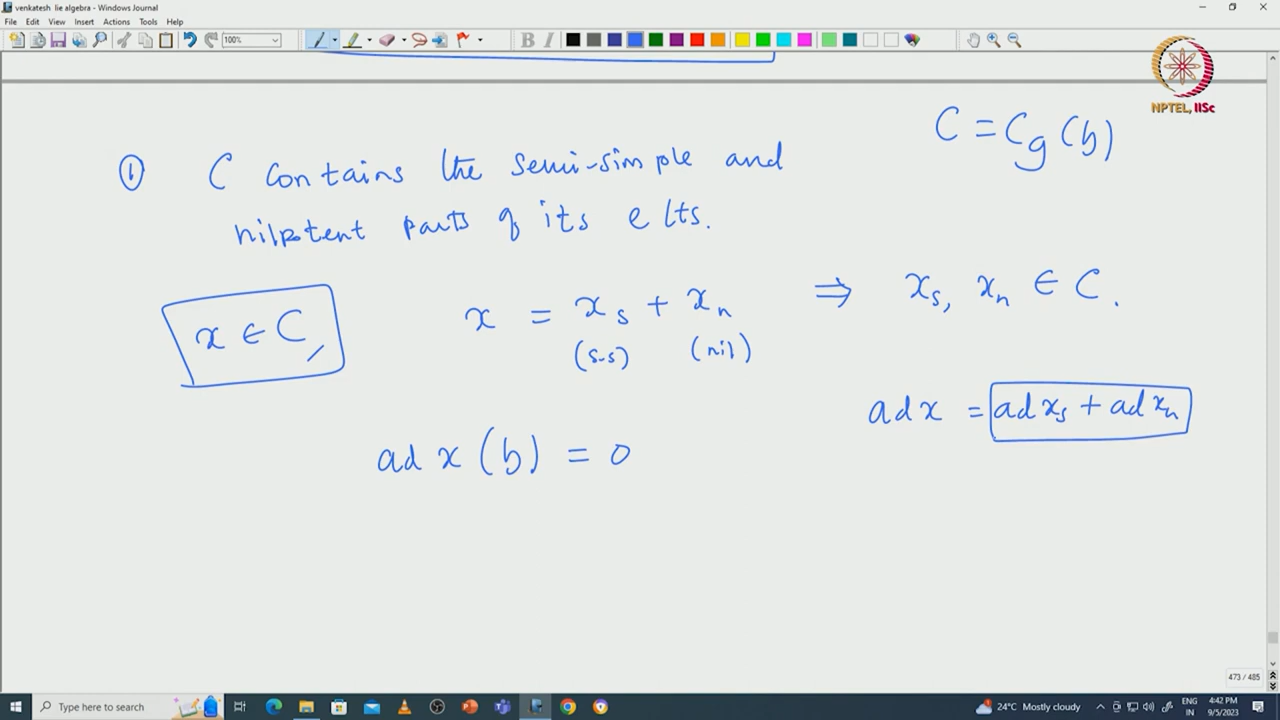 venkatesh lie algebra - Windows Journal
File Edit View Insert Actions Tools Help
100%
B I
NPTEL, IISc
C = C_g (h)
① C contains the semi-simple and
nilpotent parts of its elts.
x ∈ C, x = x_s + x_n ⇒ x_s, x_n ∈ C.
(s.s) (nil)
ad x = ad x_s + ad x_n
ad x (h) = 0
473 / 485
Type here to search
24°C Mostly cloudy
ENG
IN
4:42 PM
9/5/2023